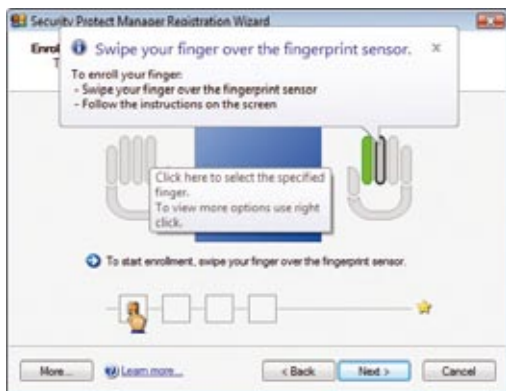 Security Protect Manager Registration Wizard
Swipe your finger over the fingerprint sensor.
x
Enrol
T
To enroll your finger:
- Swipe your finger over the fingerprint sensor
- Follow the instructions on the screen
Click here to select the specified
finger.
To view more options use right
click.
To start enrollment, swipe your finger over the fingerprint sensor.
More...
Learn more...
< Back
Next >
Cancel